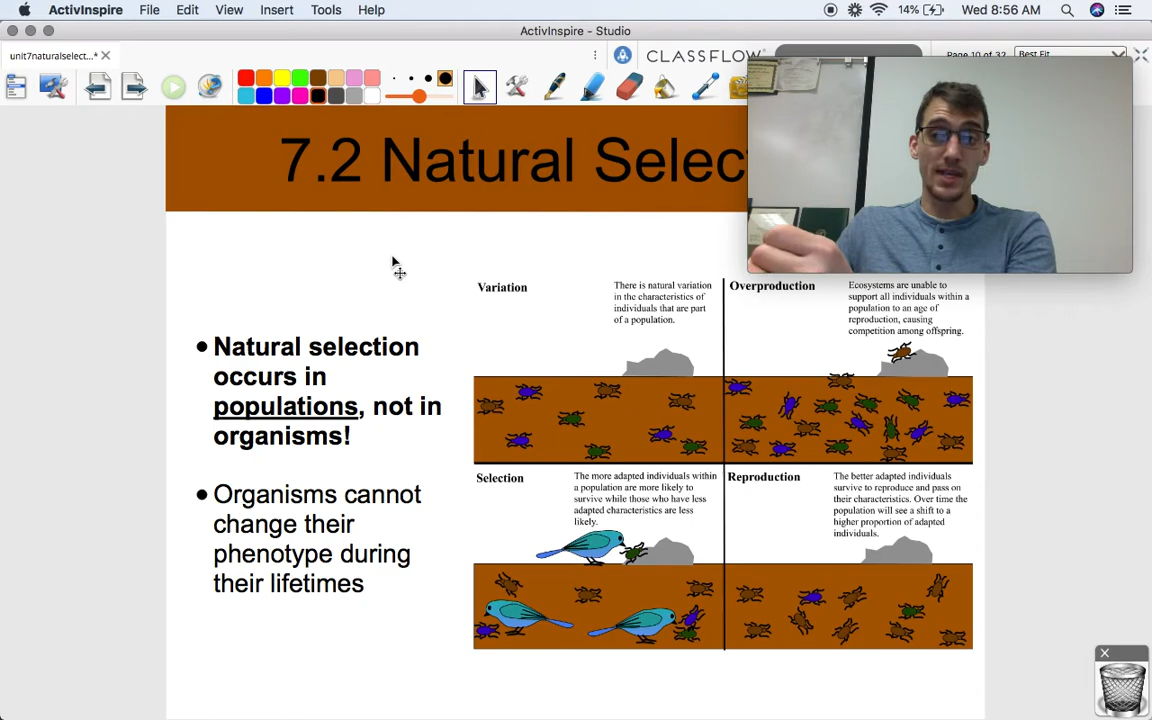 ActivInspire File Edit View Insert Tools Help 14% Wed 8:56 AM
ActivInspire - Studio
unit7naturalselect...* CLASSFLOW Page 10 of 32 Best Fit
7.2 Natural Selec
Variation
There is natural variation
in the characteristics of
individuals that are part
of a population.
Overproduction
Ecosystems are unable to
support all individuals within a
population to an age of
reproduction, causing
competition among offspring.
• Natural selection
occurs in
populations, not in
organisms!
• Organisms cannot
change their
phenotype during
their lifetimes
Selection
The more adapted individuals within
a population are more likely to
survive while those who have less
adapted characteristics are less
likely.
Reproduction
The better adapted individuals
survive to reproduce and pass on
their characteristics. Over time the
population will see a shift to a
higher proportion of adapted
individuals.